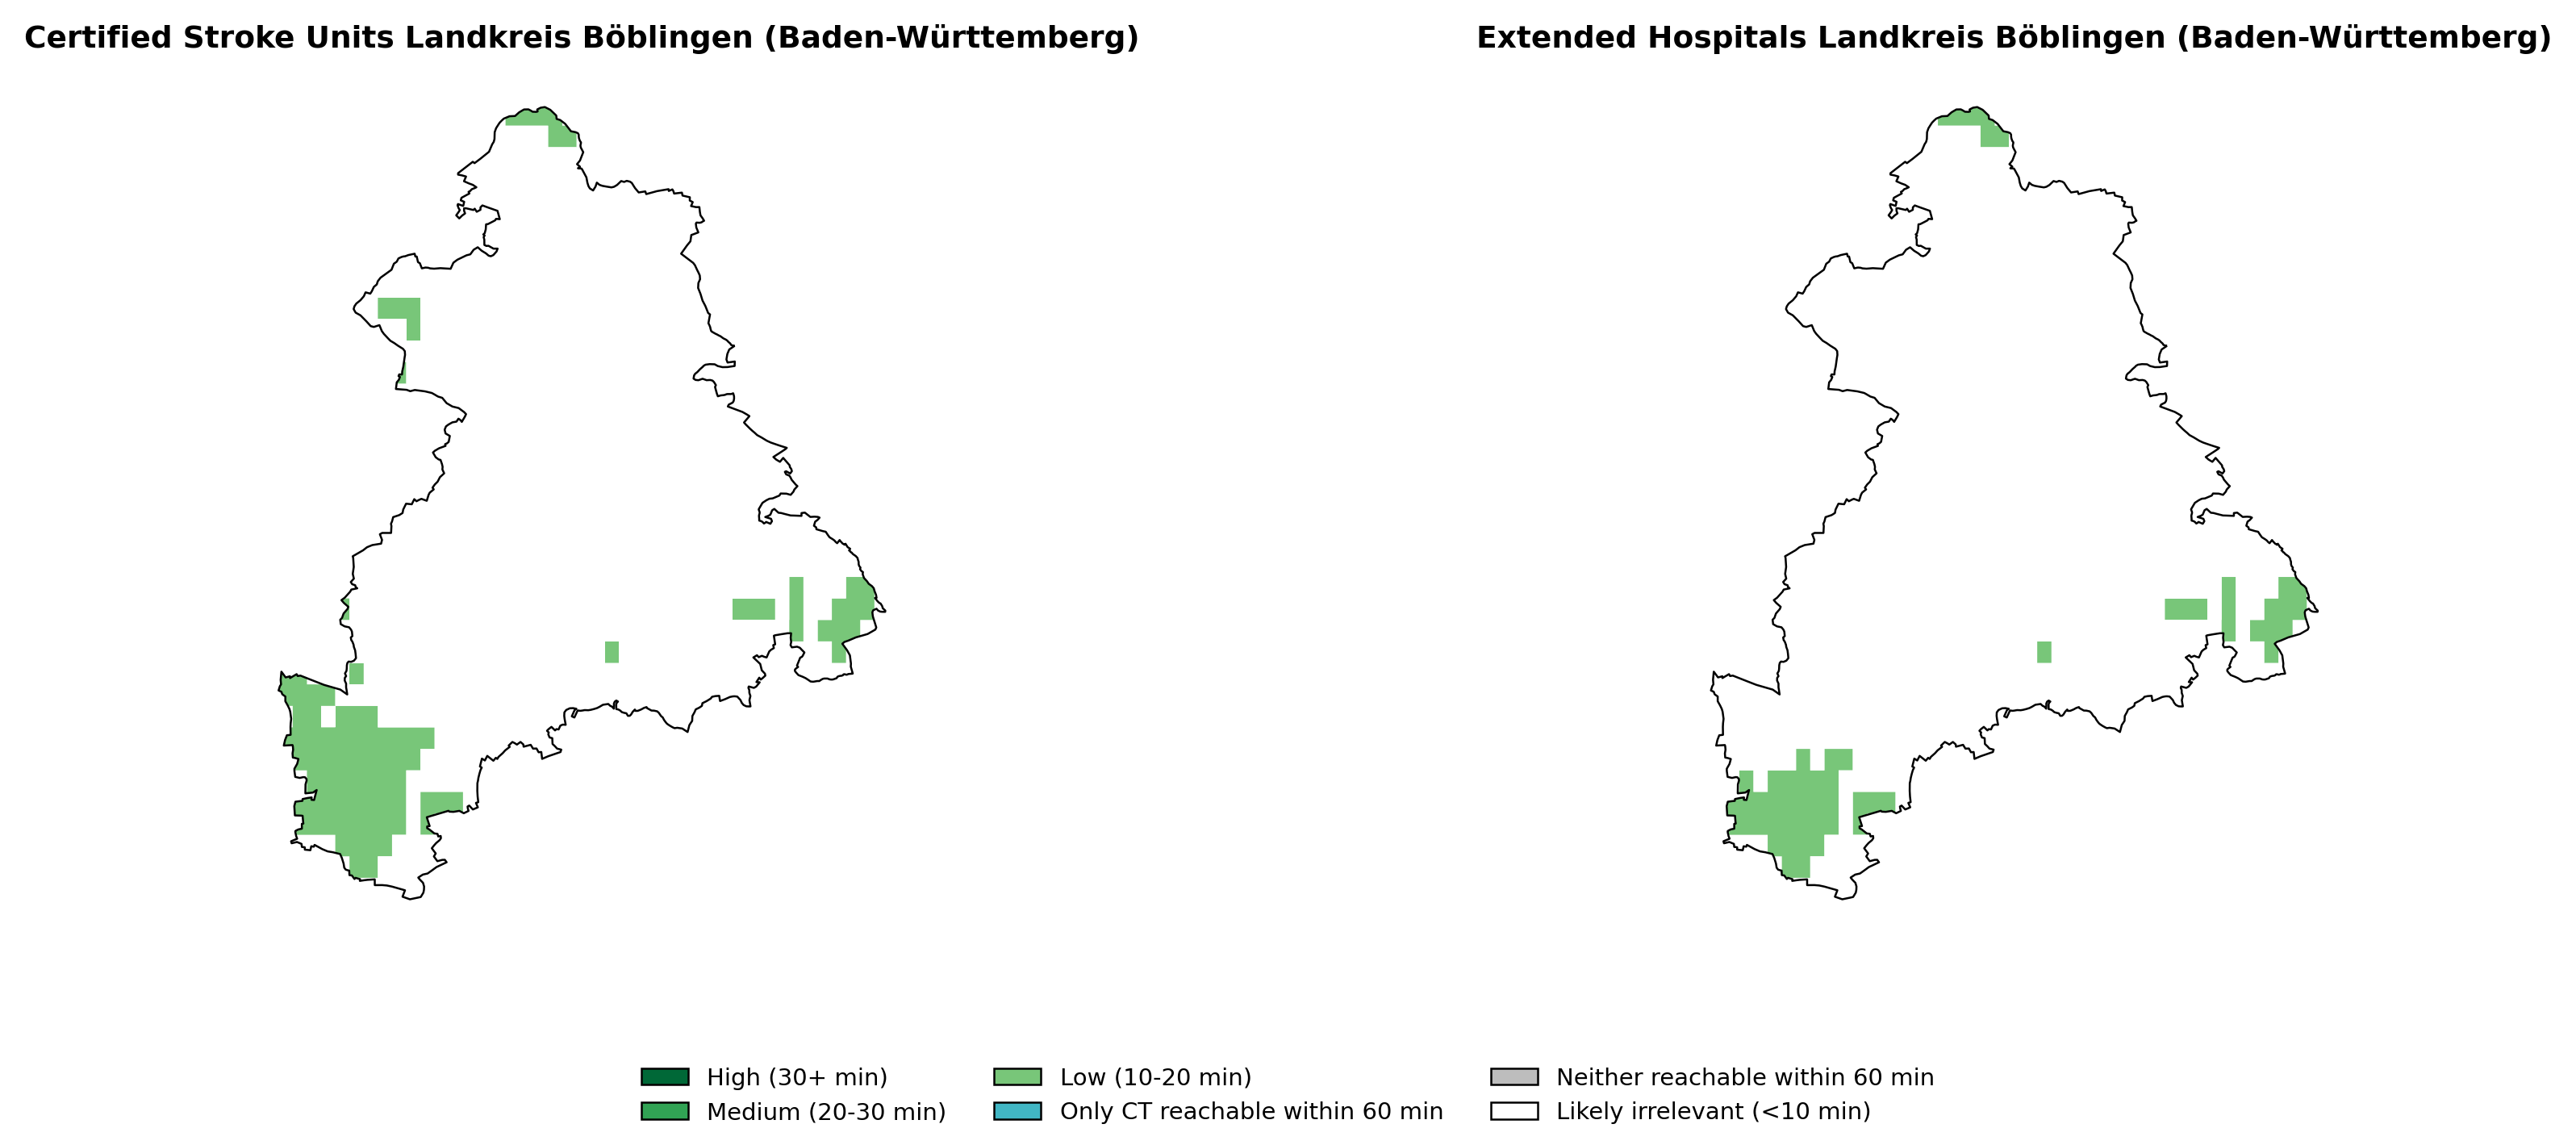 Certified Stroke Units Landkreis Böblingen (Baden-Württemberg)
Extended Hospitals Landkreis Böblingen (Baden-Württemberg)
High (30+ min)
Medium (20-30 min)
Low (10-20 min)
Only CT reachable within 60 min
Neither reachable within 60 min
Likely irrelevant (<10 min)